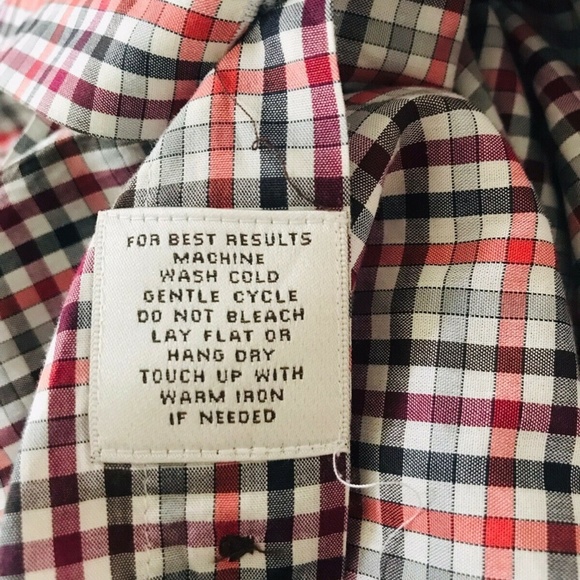 FOR BEST RESULTS
MACHINE
WASH COLD
GENTLE CYCLE
DO NOT BLEACH
LAY FLAT OR
HANG DRY
TOUCH UP WITH
WARM IRON
IF NEEDED